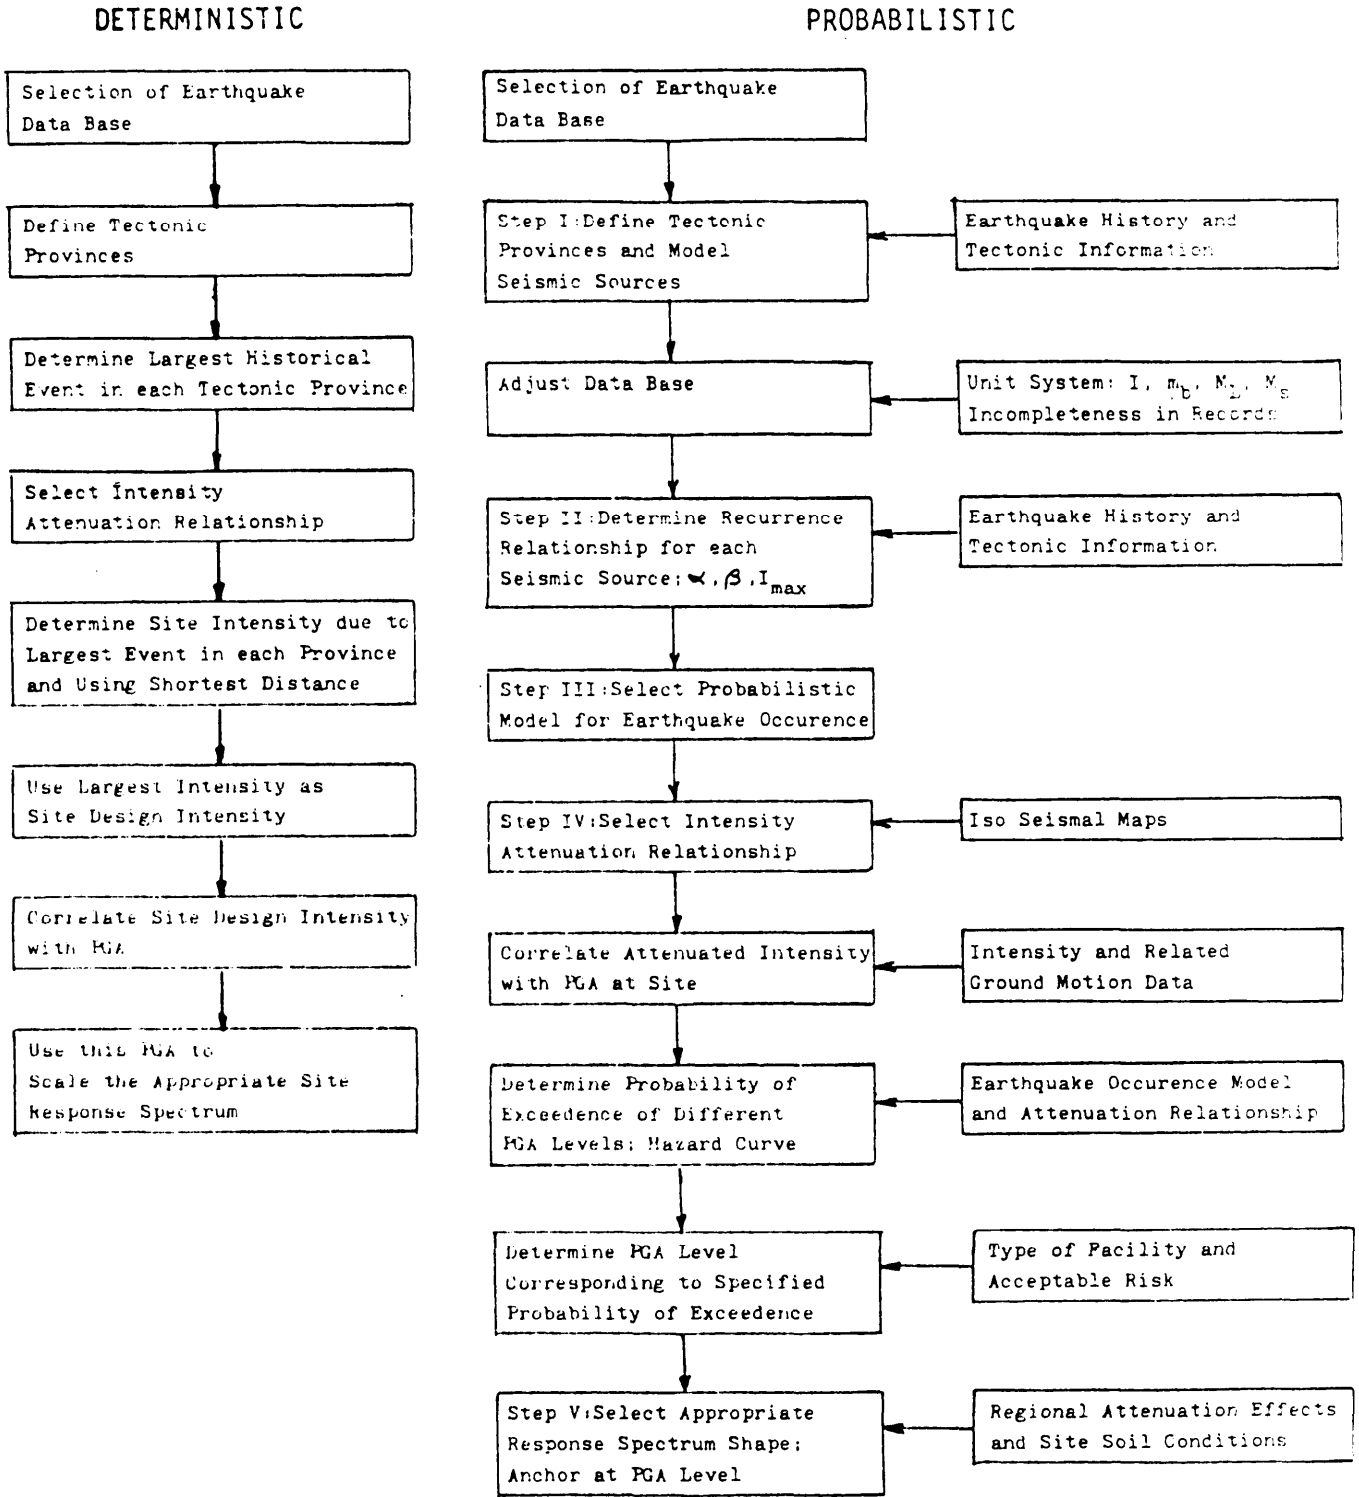 DETERMINISTIC
Selection of Earthquake
Data Base
Define Tectonic
Provinces
Determine Largest Historical
Event in each Tectonic Province
Select Intensity
Attenuation Relationship
Determine Site Intensity due to
Largest Event in each Province
and Using Shortest Distance
Use Largest Intensity as
Site Design Intensity
Correlate Site Design Intensity
with PGA
Use this PGA to
Scale the Appropriate Site
Response Spectrum
PROBABILISTIC
Selection of Earthquake
Data Base
Step I:Define Tectonic
Provinces and Model
Seismic Sources
Earthquake History and
Tectonic Information
Adjust Data Base
Unit System: I, m_b, M_L, M_s
Incompleteness in Records
Step II:Determine Recurrence
Relationship for each
Seismic Source; α, β, I_max
Earthquake History and
Tectonic Information
Step III:Select Probabilistic
Model for Earthquake Occurence
Step IV:Select Intensity
Attenuation Relationship
Iso Seismal Maps
Correlate Attenuated Intensity
with PGA at Site
Intensity and Related
Ground Motion Data
Determine Probability of
Exceedence of Different
PGA Levels; Hazard Curve
Earthquake Occurence Model
and Attenuation Relationship
Determine PGA Level
Corresponding to Specified
Probability of Exceedence
Type of Facility and
Acceptable Risk
Step V:Select Appropriate
Response Spectrum Shape;
Anchor at PGA Level
Regional Attenuation Effects
and Site Soil Conditions